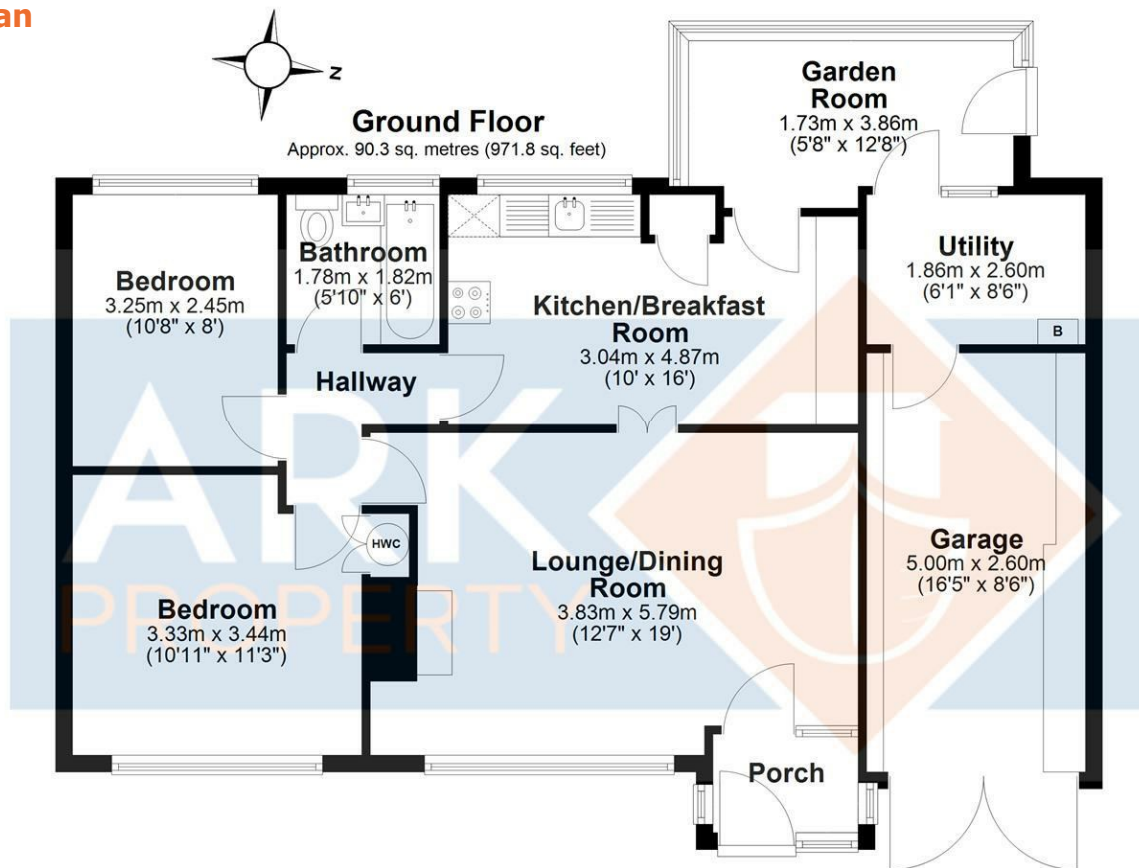 an
N
Ground Floor
Approx. 90.3 sq. metres (971.8 sq. feet)
Garden
Room
1.73m x 3.86m
(5'8" x 12'8")
Bedroom
3.25m x 2.45m
(10'8" x 8')
Bathroom
1.78m x 1.82m
(5'10" x 6')
Kitchen/Breakfast
Room
3.04m x 4.87m
(10' x 16')
Utility
1.86m x 2.60m
(6'1" x 8'6")
B
Hallway
ARK
PROPERTY
HWC
Lounge/Dining
Room
3.83m x 5.79m
(12'7" x 19')
Garage
5.00m x 2.60m
(16'5" x 8'6")
Bedroom
3.33m x 3.44m
(10'11" x 11'3")
Porch